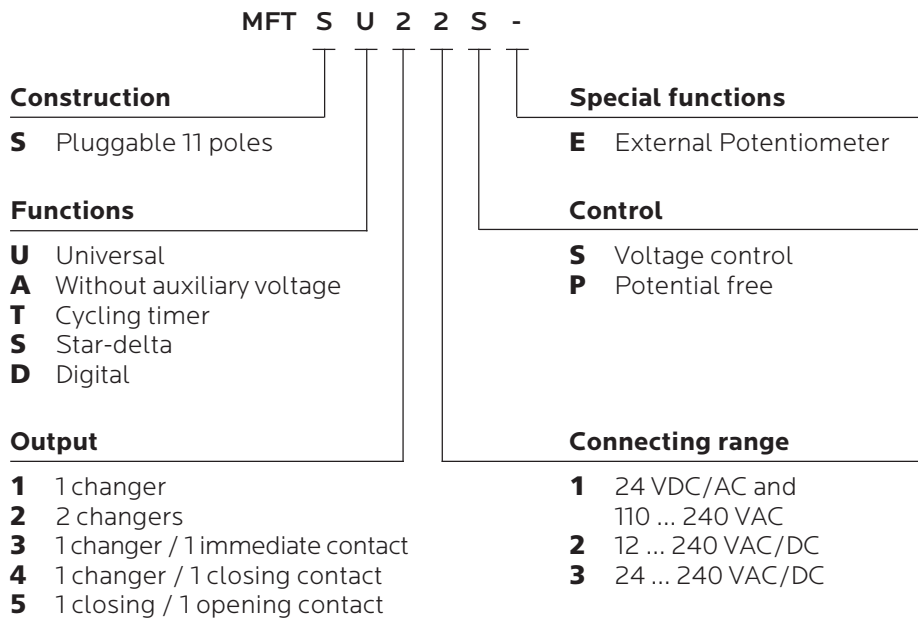 MFT S U 2 2 S -
Construction
S Pluggable 11 poles
Functions
U Universal
A Without auxiliary voltage
T Cycling timer
S Star-delta
D Digital
Output
1 1 changer
2 2 changers
3 1 changer / 1 immediate contact
4 1 changer / 1 closing contact
5 1 closing / 1 opening contact
Special functions
E External Potentiometer
Control
S Voltage control
P Potential free
Connecting range
1 24 VDC/AC and
110 ... 240 VAC
2 12 ... 240 VAC/DC
3 24 ... 240 VAC/DC